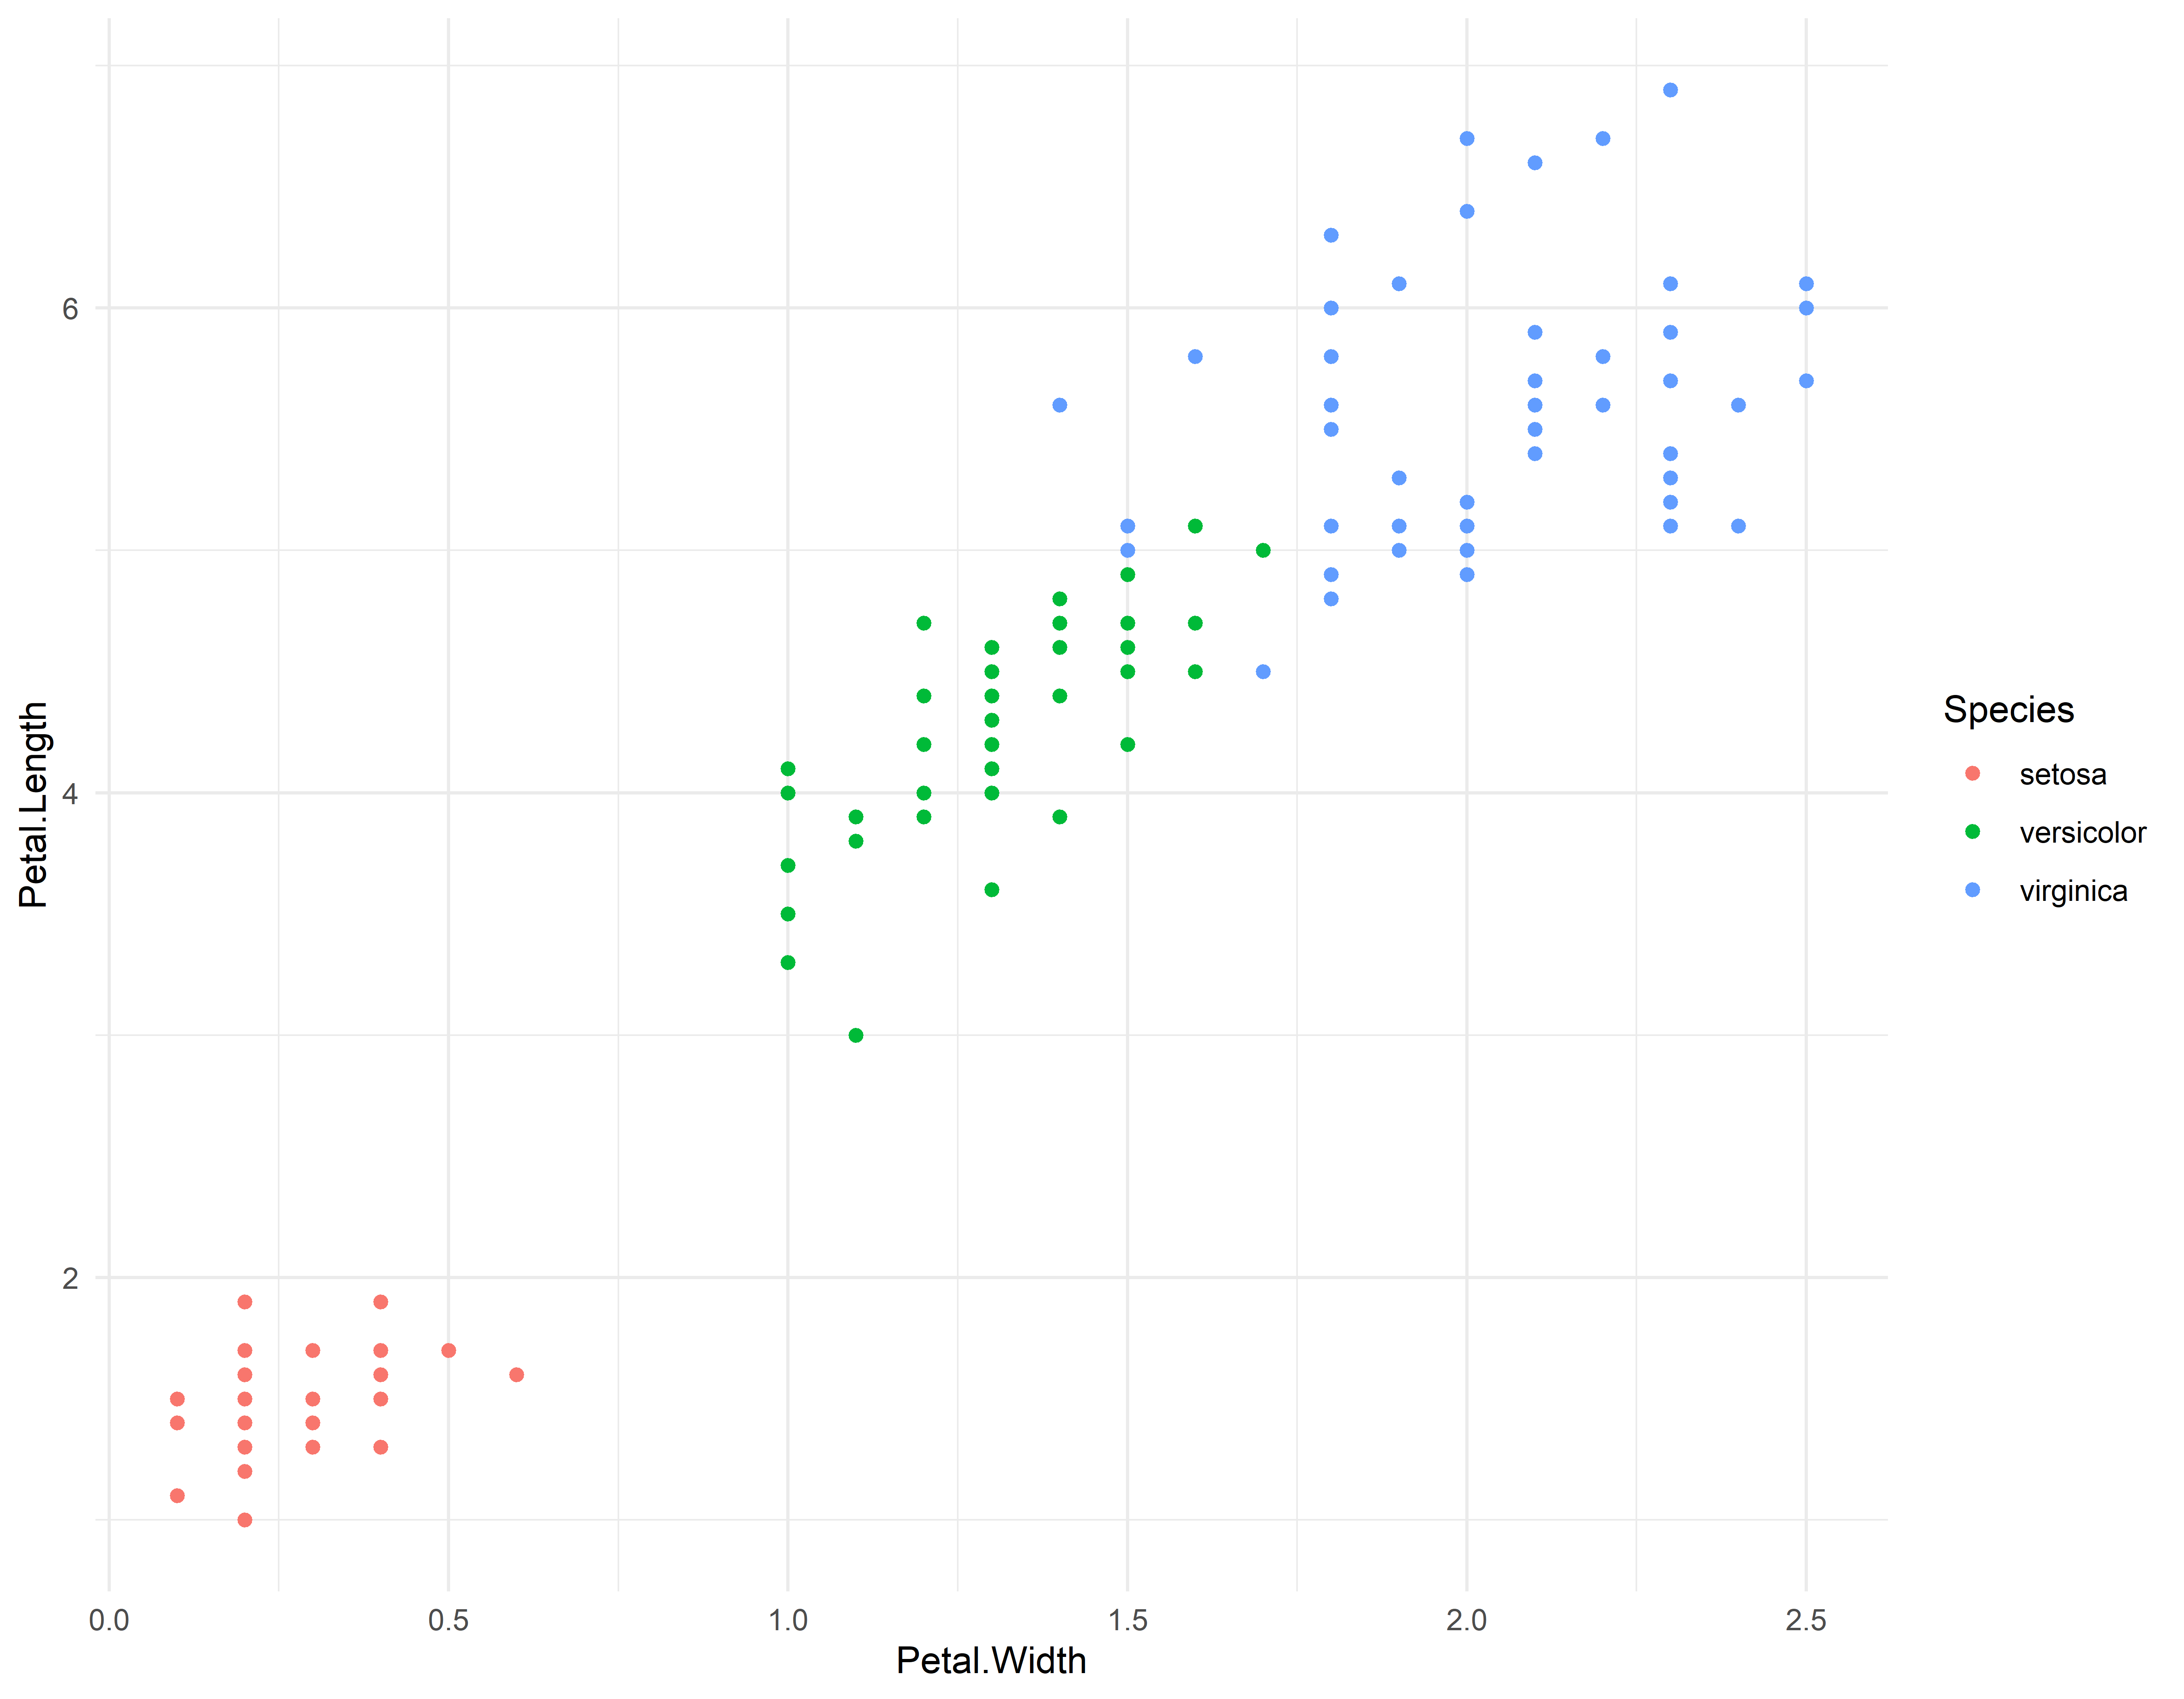 Petal.Length
6
4
2
0.0 0.5 1.0 1.5 2.0 2.5
Petal.Width
Species
setosa
versicolor
virginica